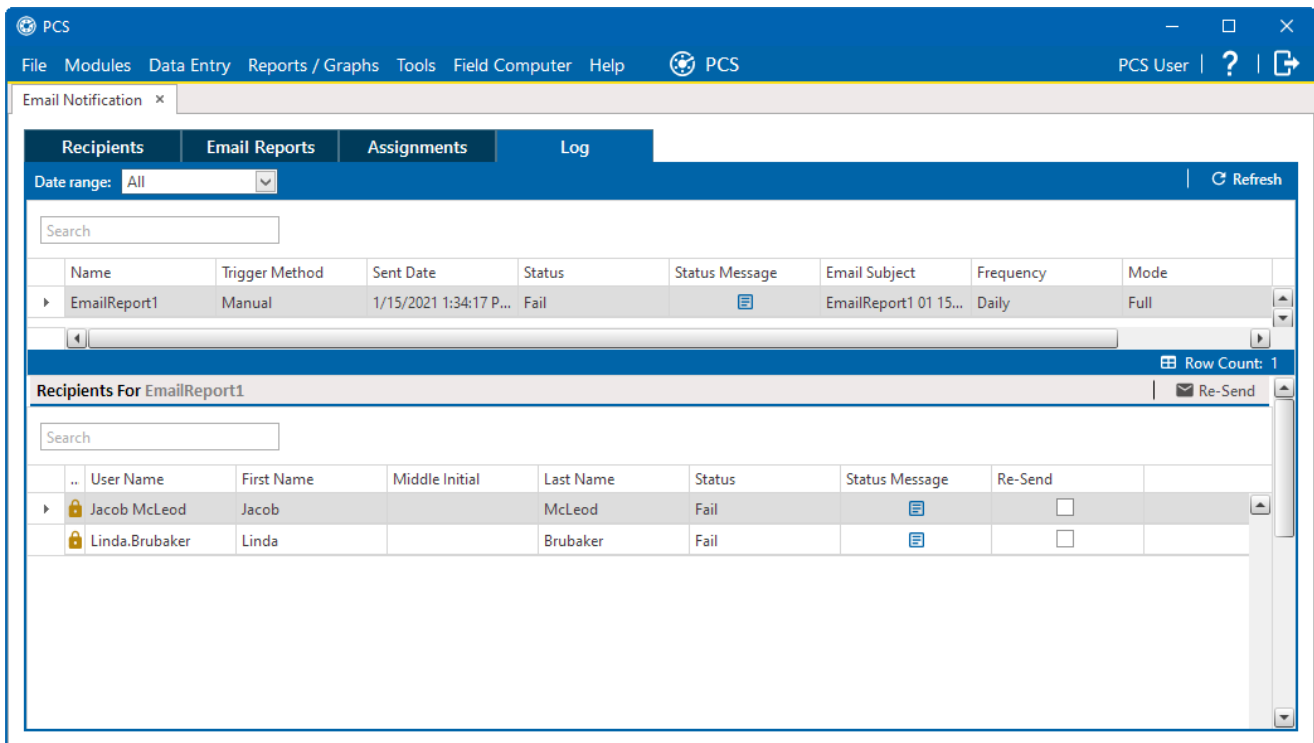 PCS
File Modules Data Entry Reports / Graphs Tools Field Computer Help PCS PCS User | ? |
Email Notification ×
Recipients Email Reports Assignments Log
Date range: All Refresh
Search
Name Trigger Method Sent Date Status Status Message Email Subject Frequency Mode
EmailReport1 Manual 1/15/2021 1:34:17 P... Fail EmailReport1 01 15... Daily Full
Row Count: 1
Recipients For EmailReport1 Re-Send
Search
.. User Name First Name Middle Initial Last Name Status Status Message Re-Send
Jacob McLeod Jacob McLeod Fail
Linda.Brubaker Linda Brubaker Fail